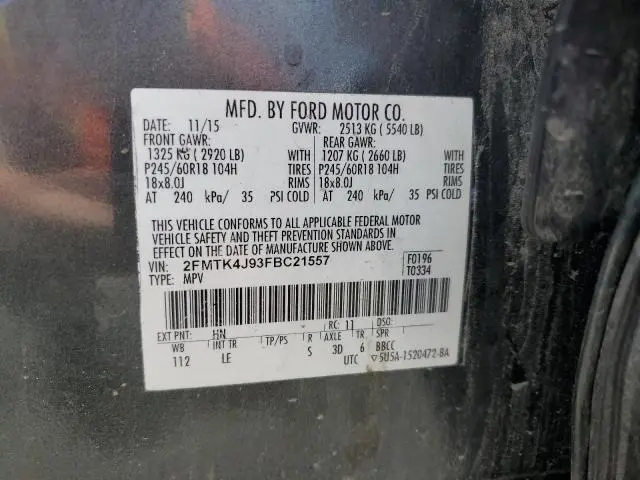 MFD. BY FORD MOTOR CO.
DATE: 11/15 GVWR: 2513 KG ( 5540 LB)
FRONT GAWR: REAR GAWR:
1325 KG ( 2920 LB) WITH 1207 KG ( 2660 LB) WITH
P245/60R18 104H TIRES P245/60R18 104H TIRES
18x8.0J RIMS 18x8.0J RIMS
AT 240 kPa/ 35 PSI COLD AT 240 kPa/ 35 PSI COLD
THIS VEHICLE CONFORMS TO ALL APPLICABLE FEDERAL MOTOR
VEHICLE SAFETY AND THEFT PREVENTION STANDARDS IN
EFFECT ON THE DATE OF MANUFACTURE SHOWN ABOVE.
VIN: 2FMTK4J93FBC21557 F0196
TYPE: MPV T0334
EXT PNT: HN RC: 11 DSO:
WB INT TR TP/PS R AXLE TR SPR
112 LE S 3D 6 BBCC
UTC ▽5U5A-1520472-BA